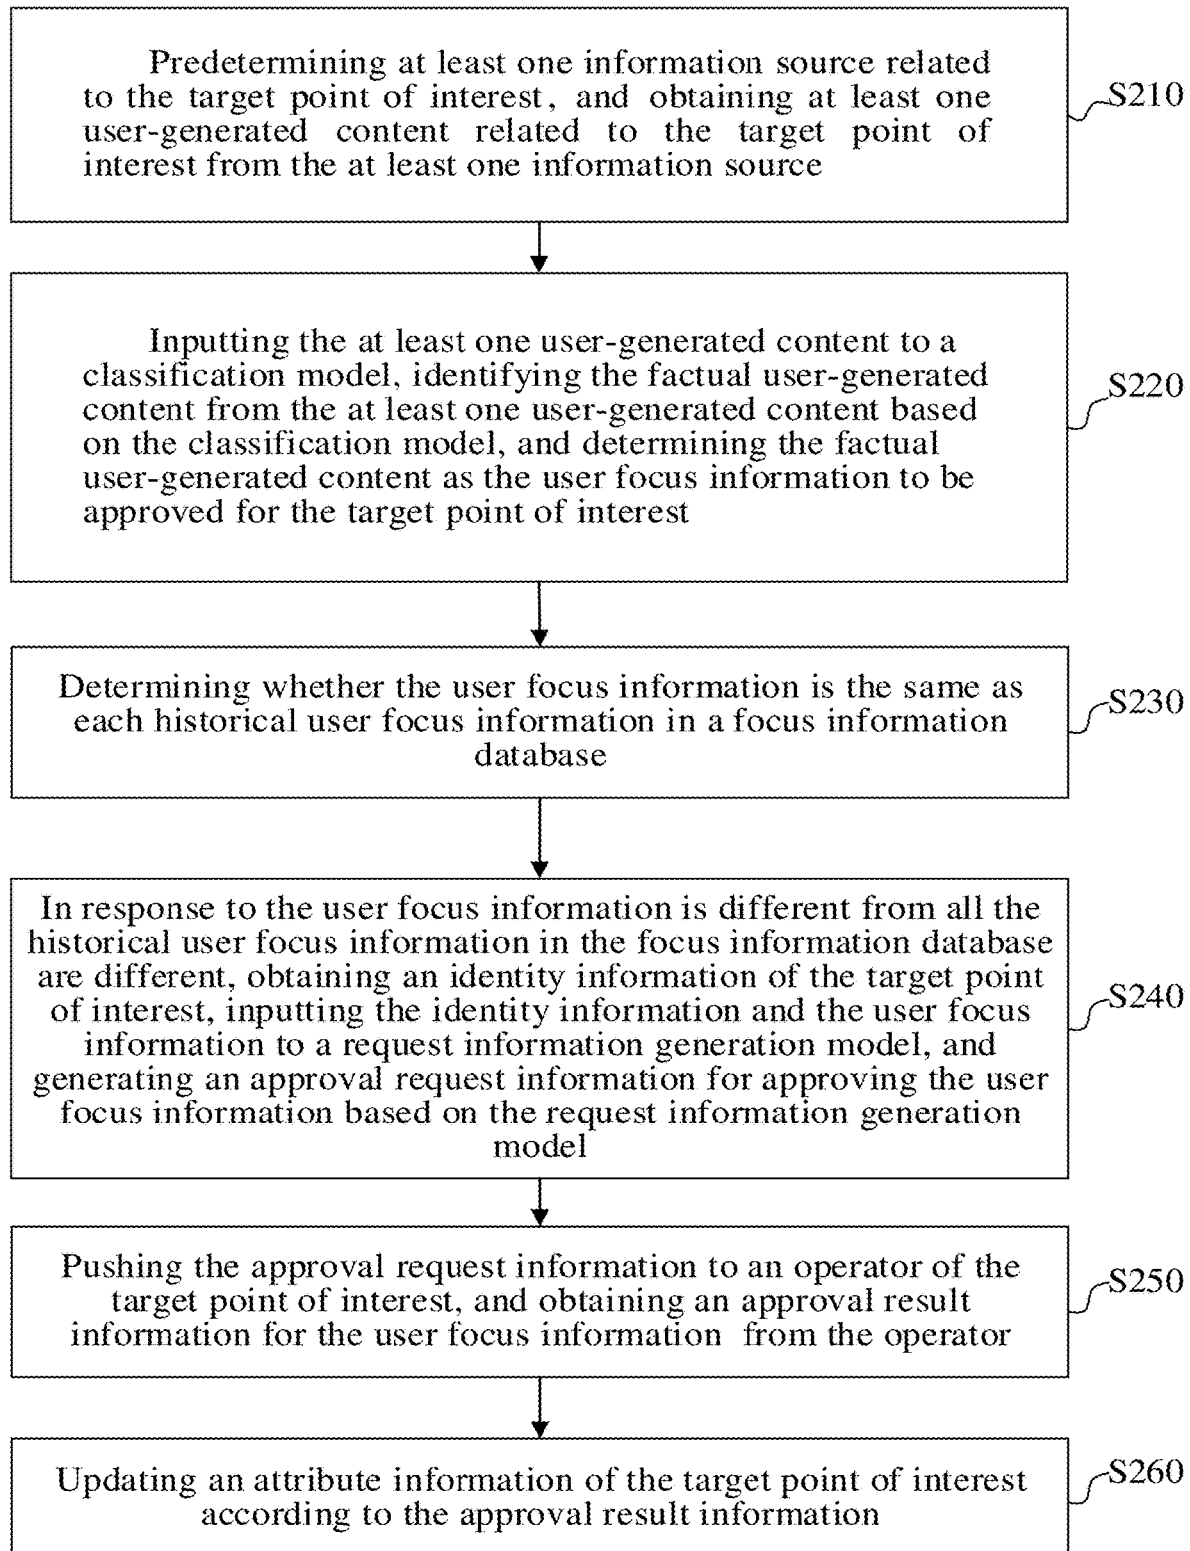 Predetermining at least one information source related
to the target point of interest, and obtaining at least one
user-generated content related to the target point of
interest from the at least one information source
S210
Inputting the at least one user-generated content to a
classification model, identifying the factual user-generated
content from the at least one user-generated content based
on the classification model, and determining the factual
user-generated content as the user focus information to be
approved for the target point of interest
S220
Determining whether the user focus information is the same as
each historical user focus information in a focus information
database
S230
In response to the user focus information is different from all the
historical user focus information in the focus information database
are different, obtaining an identity information of the target point
of interest, inputting the identity information and the user focus
information to a request information generation model, and
generating an approval request information for approving the user
focus information based on the request information generation
model
S240
Pushing the approval request information to an operator of the
target point of interest, and obtaining an approval result
information for the user focus information from the operator
S250
Updating an attribute information of the target point of interest
according to the approval result information
S260